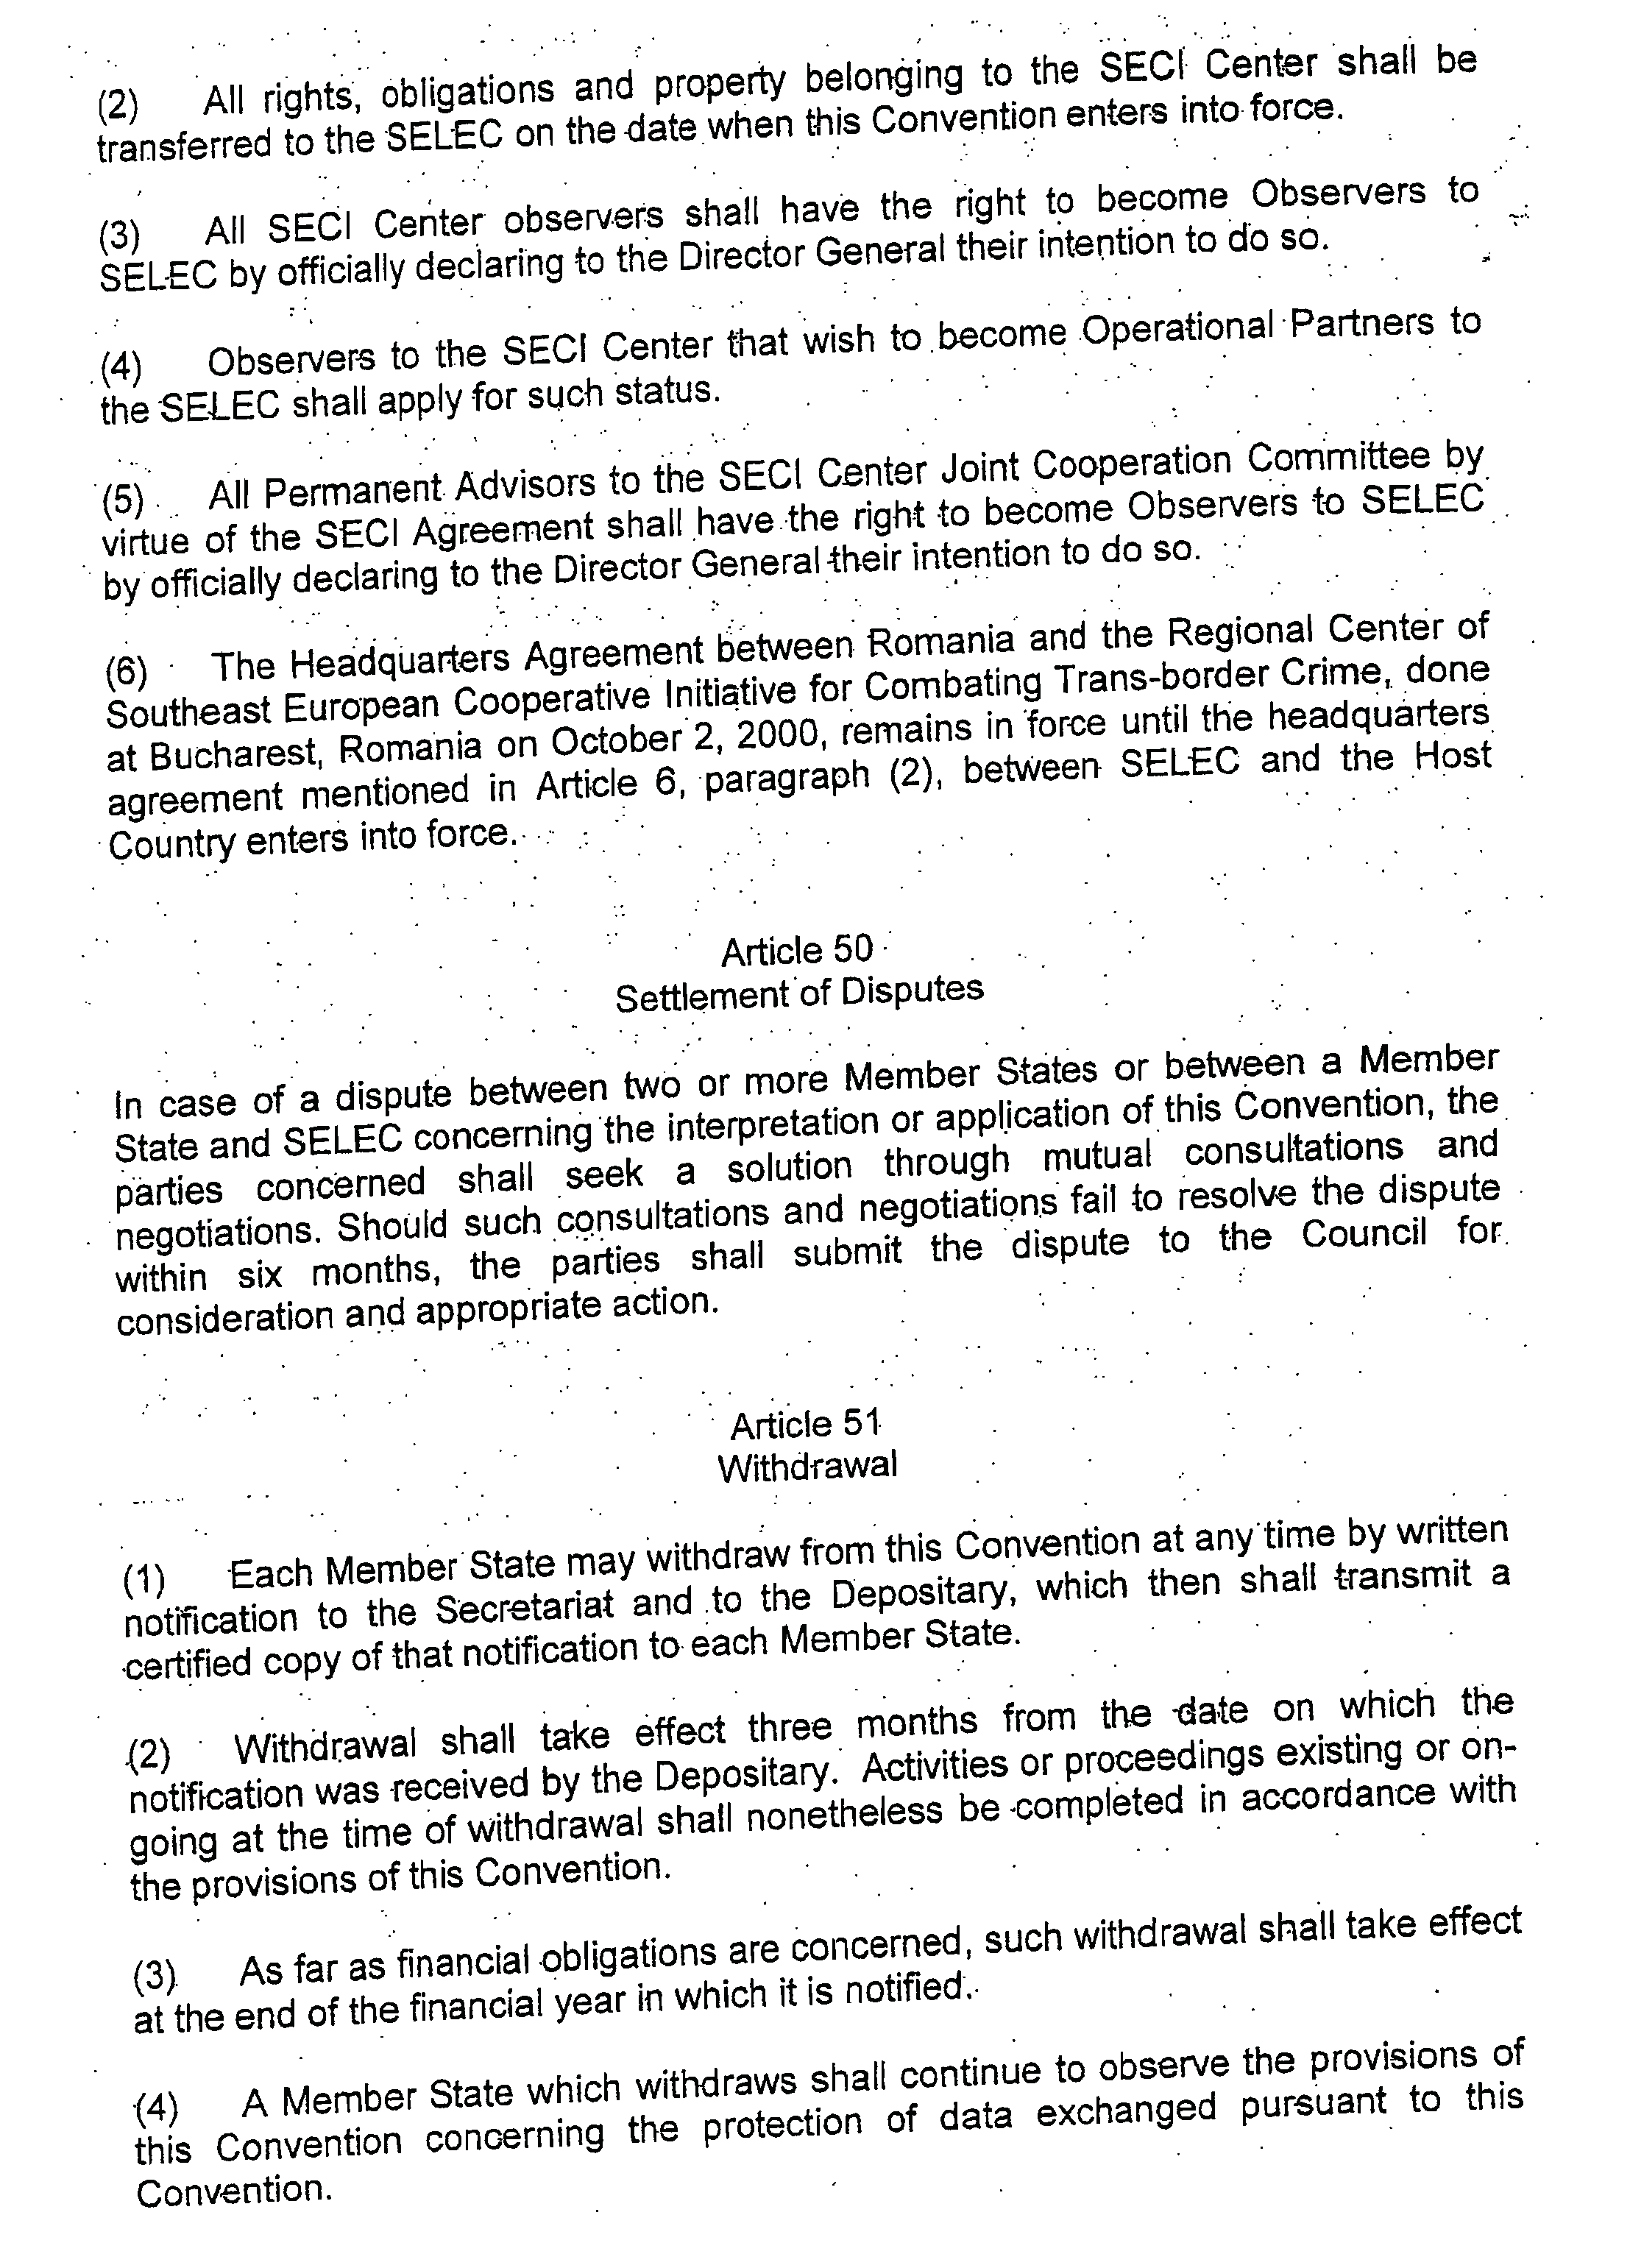 (2) All rights, obligations and property belonging to the SECI Center shall be
transferred to the SELEC on the date when this Convention enters into force.
(3) All SECI Center observers shall have the right to become Observers to
SELEC by officially declaring to the Director General their intention to do so.
(4) Observers to the SECI Center that wish to become Operational Partners to
the SELEC shall apply for such status.
(5) All Permanent Advisors to the SECI Center Joint Cooperation Committee by
virtue of the SECI Agreement shall have the right to become Observers to SELEC
by officially declaring to the Director General their intention to do so.
(6) The Headquarters Agreement between Romania and the Regional Center of
Southeast European Cooperative Initiative for Combating Trans-border Crime, done
at Bucharest, Romania on October 2, 2000, remains in force until the headquarters
agreement mentioned in Article 6, paragraph (2), between SELEC and the Host
Country enters into force.
Article 50
Settlement of Disputes
In case of a dispute between two or more Member States or between a Member
State and SELEC concerning the interpretation or application of this Convention, the
parties concerned shall seek a solution through mutual consultations and
negotiations. Should such consultations and negotiations fail to resolve the dispute
within six months, the parties shall submit the dispute to the Council for
consideration and appropriate action.
Article 51
Withdrawal
(1) Each Member State may withdraw from this Convention at any time by written
notification to the Secretariat and to the Depositary, which then shall transmit a
certified copy of that notification to each Member State.
(2) Withdrawal shall take effect three months from the date on which the
notification was received by the Depositary. Activities or proceedings existing or on-
going at the time of withdrawal shall nonetheless be completed in accordance with
the provisions of this Convention.
(3) As far as financial obligations are concerned, such withdrawal shall take effect
at the end of the financial year in which it is notified.
(4) A Member State which withdraws shall continue to observe the provisions of
this Convention concerning the protection of data exchanged pursuant to this
Convention.